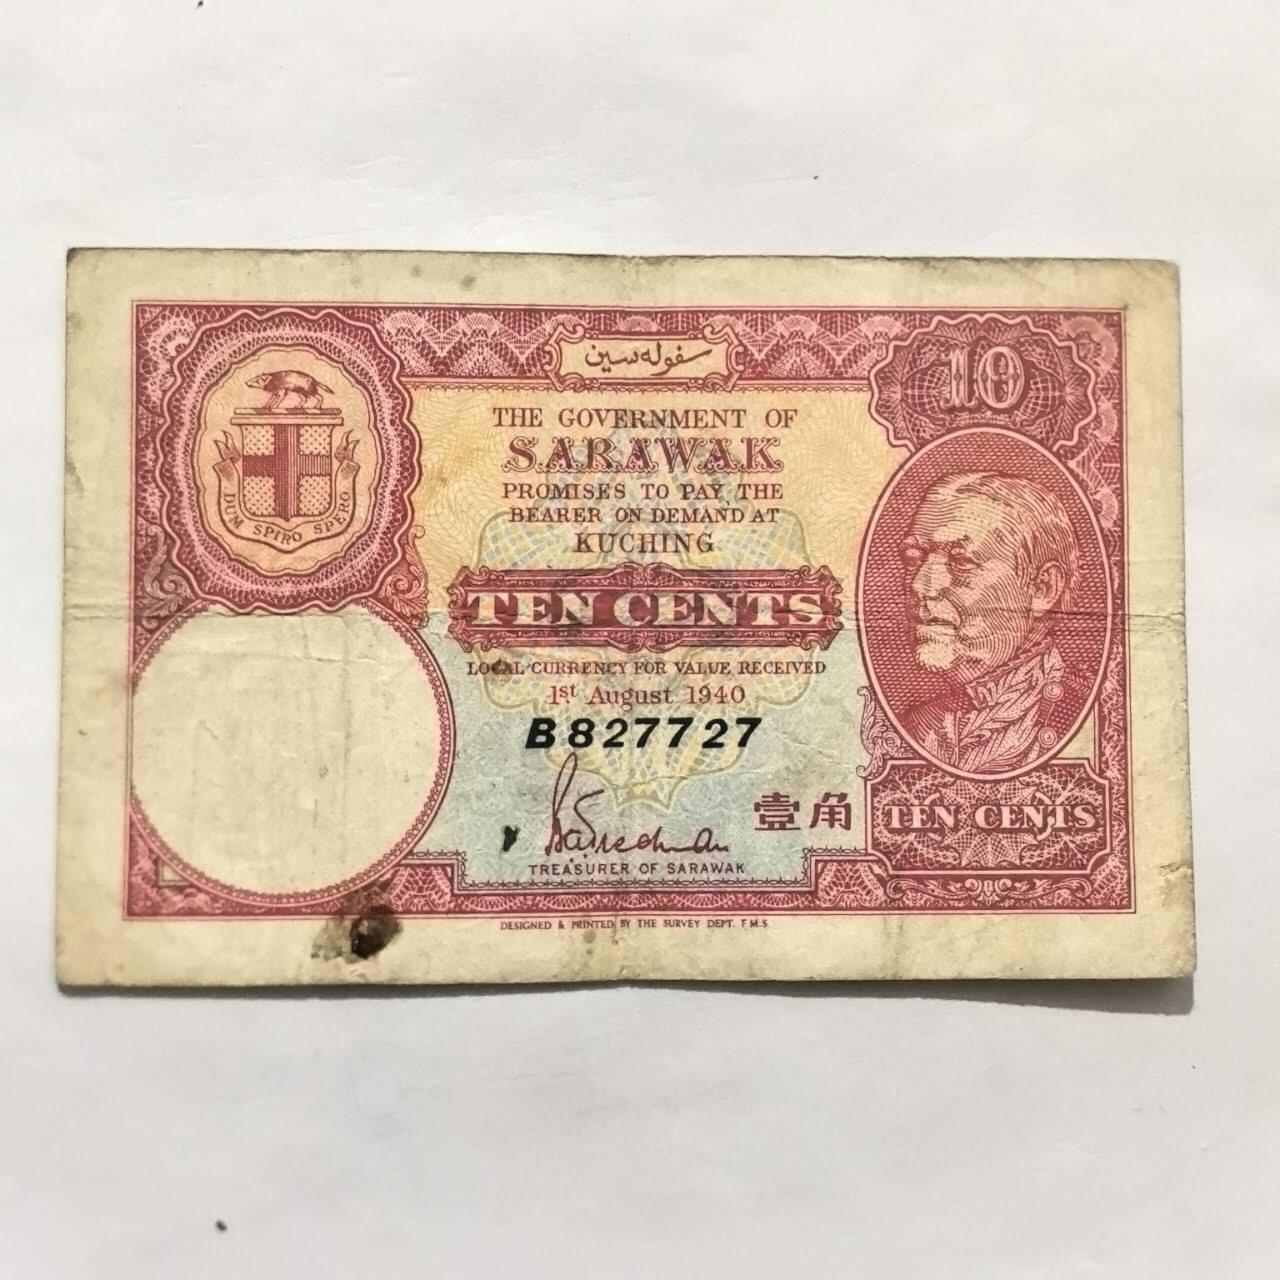 سفوله سين
10
THE GOVERNMENT OF
SARAWAK
PROMISES TO PAY THE
BEARER ON DEMAND AT
KUCHING
DUM SPIRO SPERO
TEN CENTS
LOCAL CURRENCY FOR VALUE RECEIVED
1st August 1940
B827727
壹角
TEN CENTS
TREASURER OF SARAWAK
DESIGNED & PRINTED BY THE SURVEY DEPT. F.M.S.